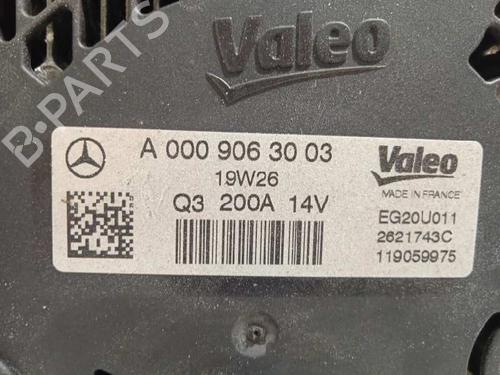 Valeo
B-PARTS
A 000 906 30 03
19W26
Q3 200A 14V
Valeo
MADE IN FRANCE
EG20U011
2621743C
119059975